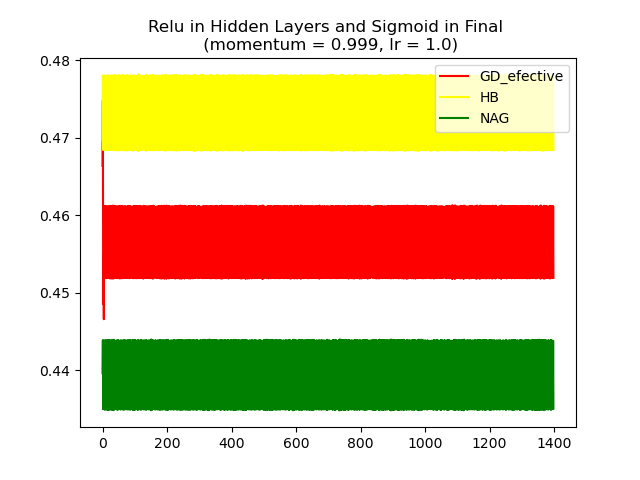 Relu in Hidden Layers and Sigmoid in Final
(momentum = 0.999, lr = 1.0)
GD_efective
HB
NAG
0.48
0.47
0.46
0.45
0.44
0 200 400 600 800 1000 1200 1400